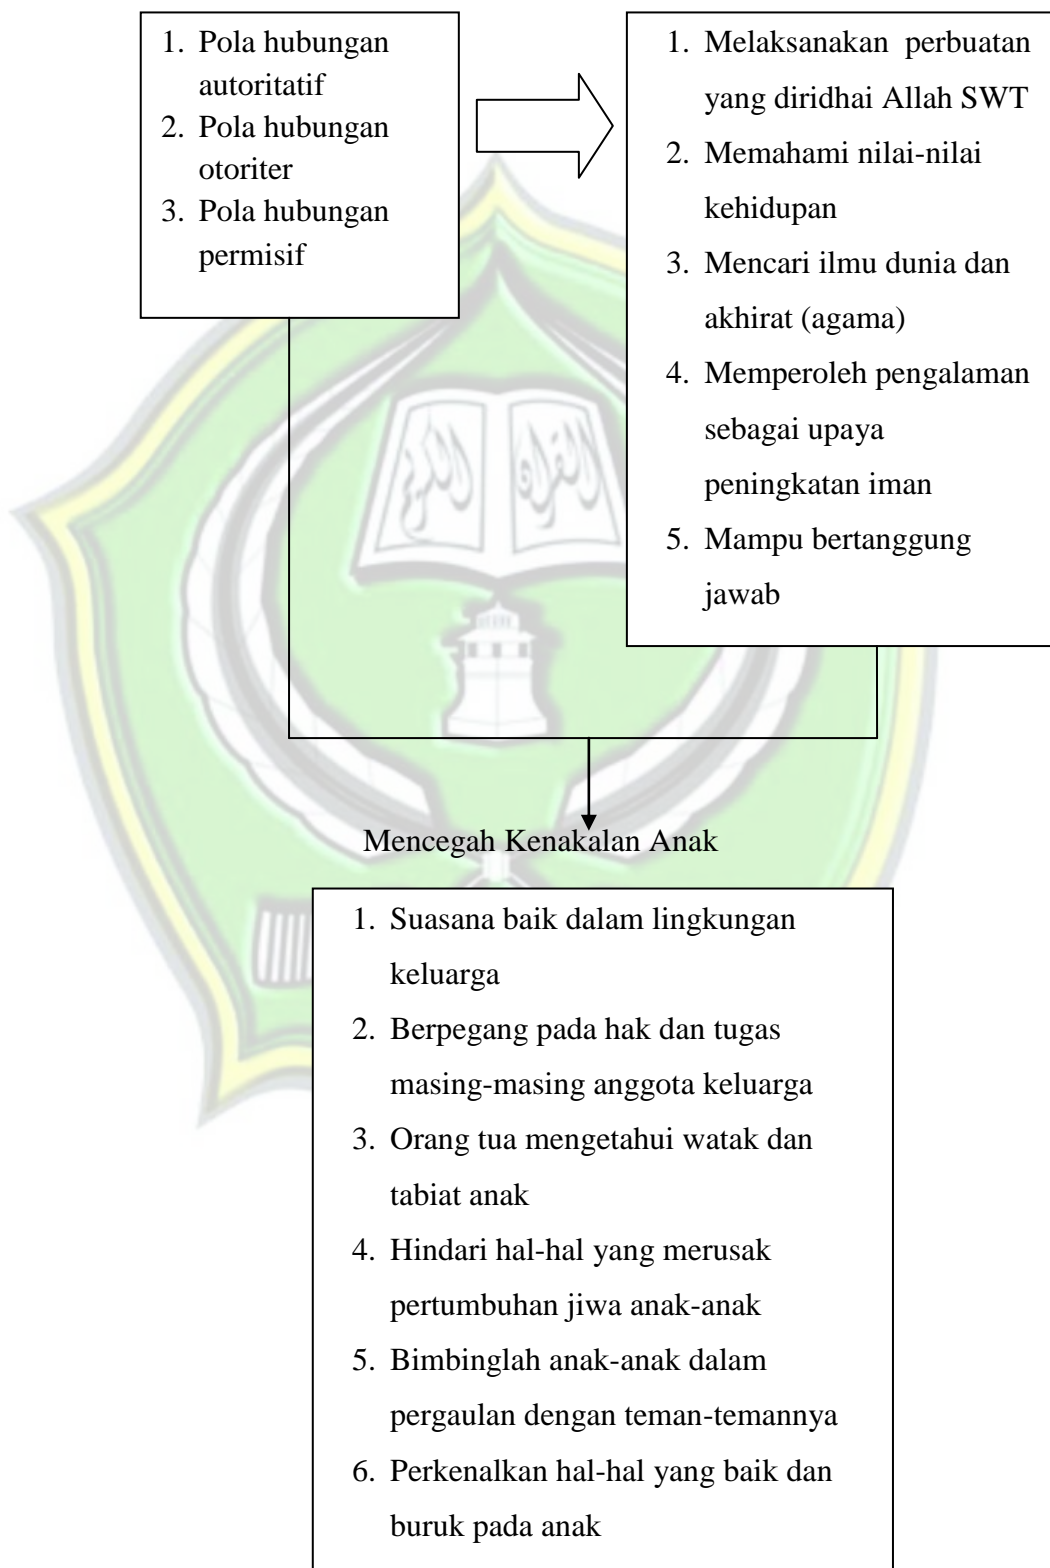 1. Pola hubungan
autoritatif
2. Pola hubungan
otoriter
3. Pola hubungan
permisif
1. Melaksanakan perbuatan
yang diridhai Allah SWT
2. Memahami nilai-nilai
kehidupan
3. Mencari ilmu dunia dan
akhirat (agama)
4. Memperoleh pengalaman
sebagai upaya
peningkatan iman
5. Mampu bertanggung
jawab
Mencegah Kenakalan Anak
1. Suasana baik dalam lingkungan
keluarga
2. Berpegang pada hak dan tugas
masing-masing anggota keluarga
3. Orang tua mengetahui watak dan
tabiat anak
4. Hindari hal-hal yang merusak
pertumbuhan jiwa anak-anak
5. Bimbinglah anak-anak dalam
pergaulan dengan teman-temannya
6. Perkenalkan hal-hal yang baik dan
buruk pada anak